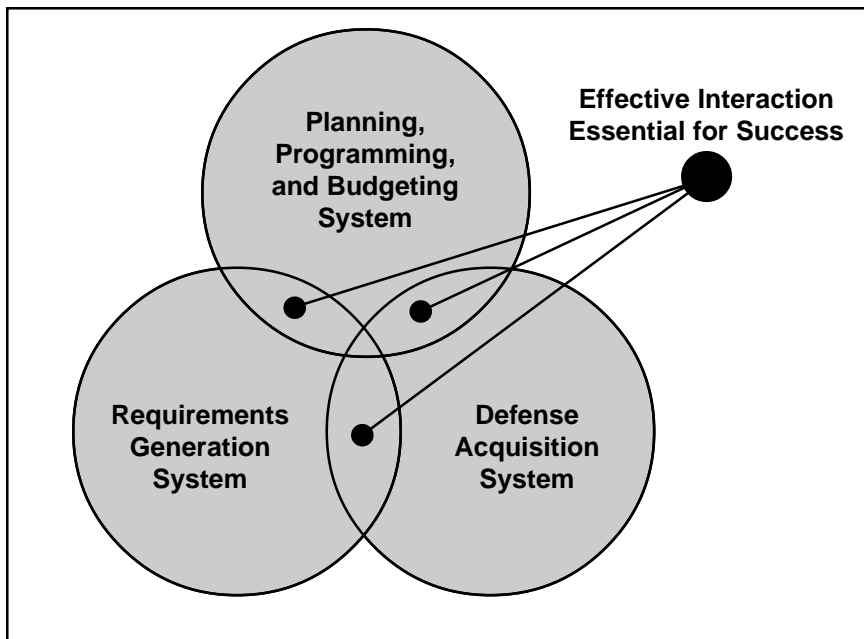 Planning,
Programming,
and Budgeting
System
Effective Interaction
Essential for Success
Requirements
Generation
System
Defense
Acquisition
System